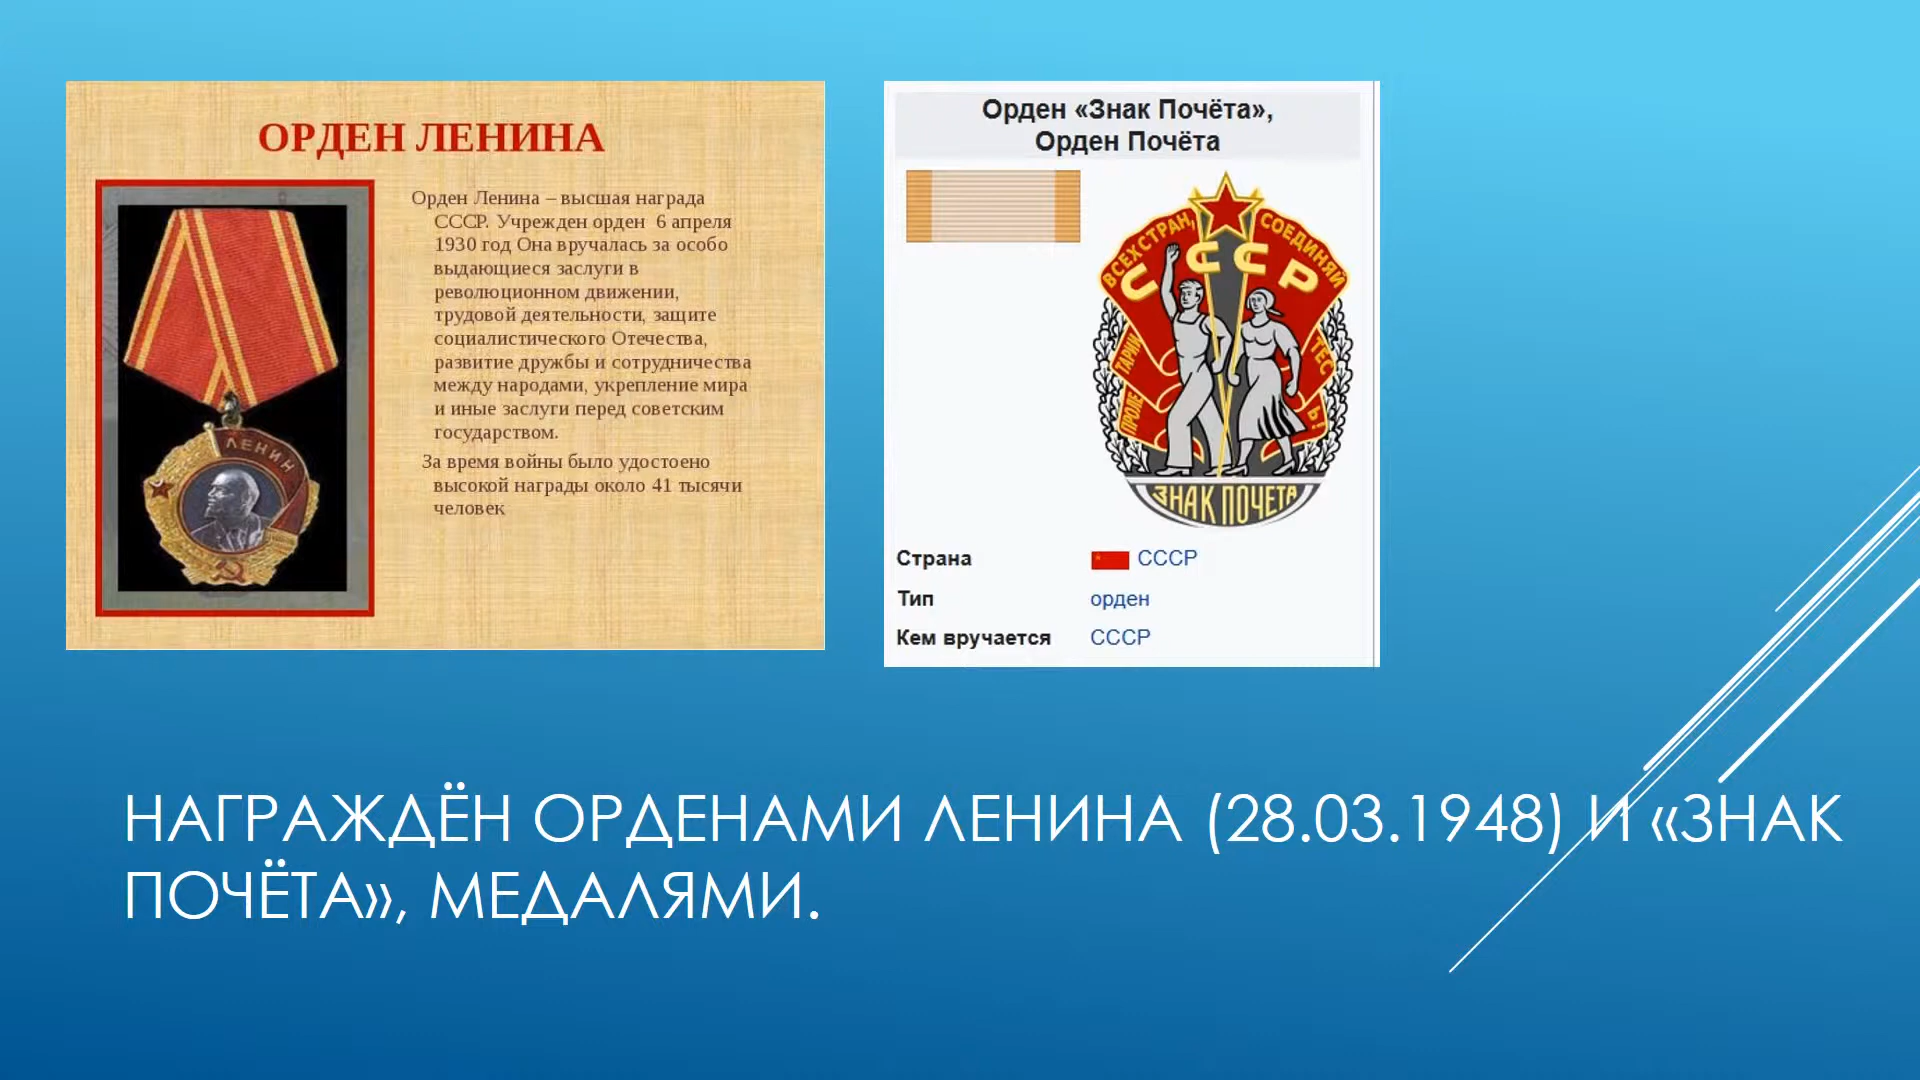 ОРДЕН ЛЕНИНА
Орден Ленина – высшая награда
СССР. Учрежден орден 6 апреля
1930 год Она вручалась за особо
выдающиеся заслуги в
революционном движении,
трудовой деятельности, защите
социалистического Отечества,
развитие дружбы и сотрудничества
между народами, укрепление мира
и иные заслуги перед советским
государством.
За время войны было удостоено
высокой награды около 41 тысячи
человек
ЛЕНИН
Орден «Знак Почёта»,
Орден Почёта
ВСЕХ СТРАН, СОЕДИНЯЙ
СССР
ПРОЛЕ
ТАРИИ
ТЕС
Ь!
ЗНАК ПОЧЕТА
Страна СССР
Тип орден
Кем вручается СССР
НАГРАЖДЁН ОРДЕНАМИ ЛЕНИНА (28.03.1948) И «ЗНАК
ПОЧЁТА», МЕДАЛЯМИ.